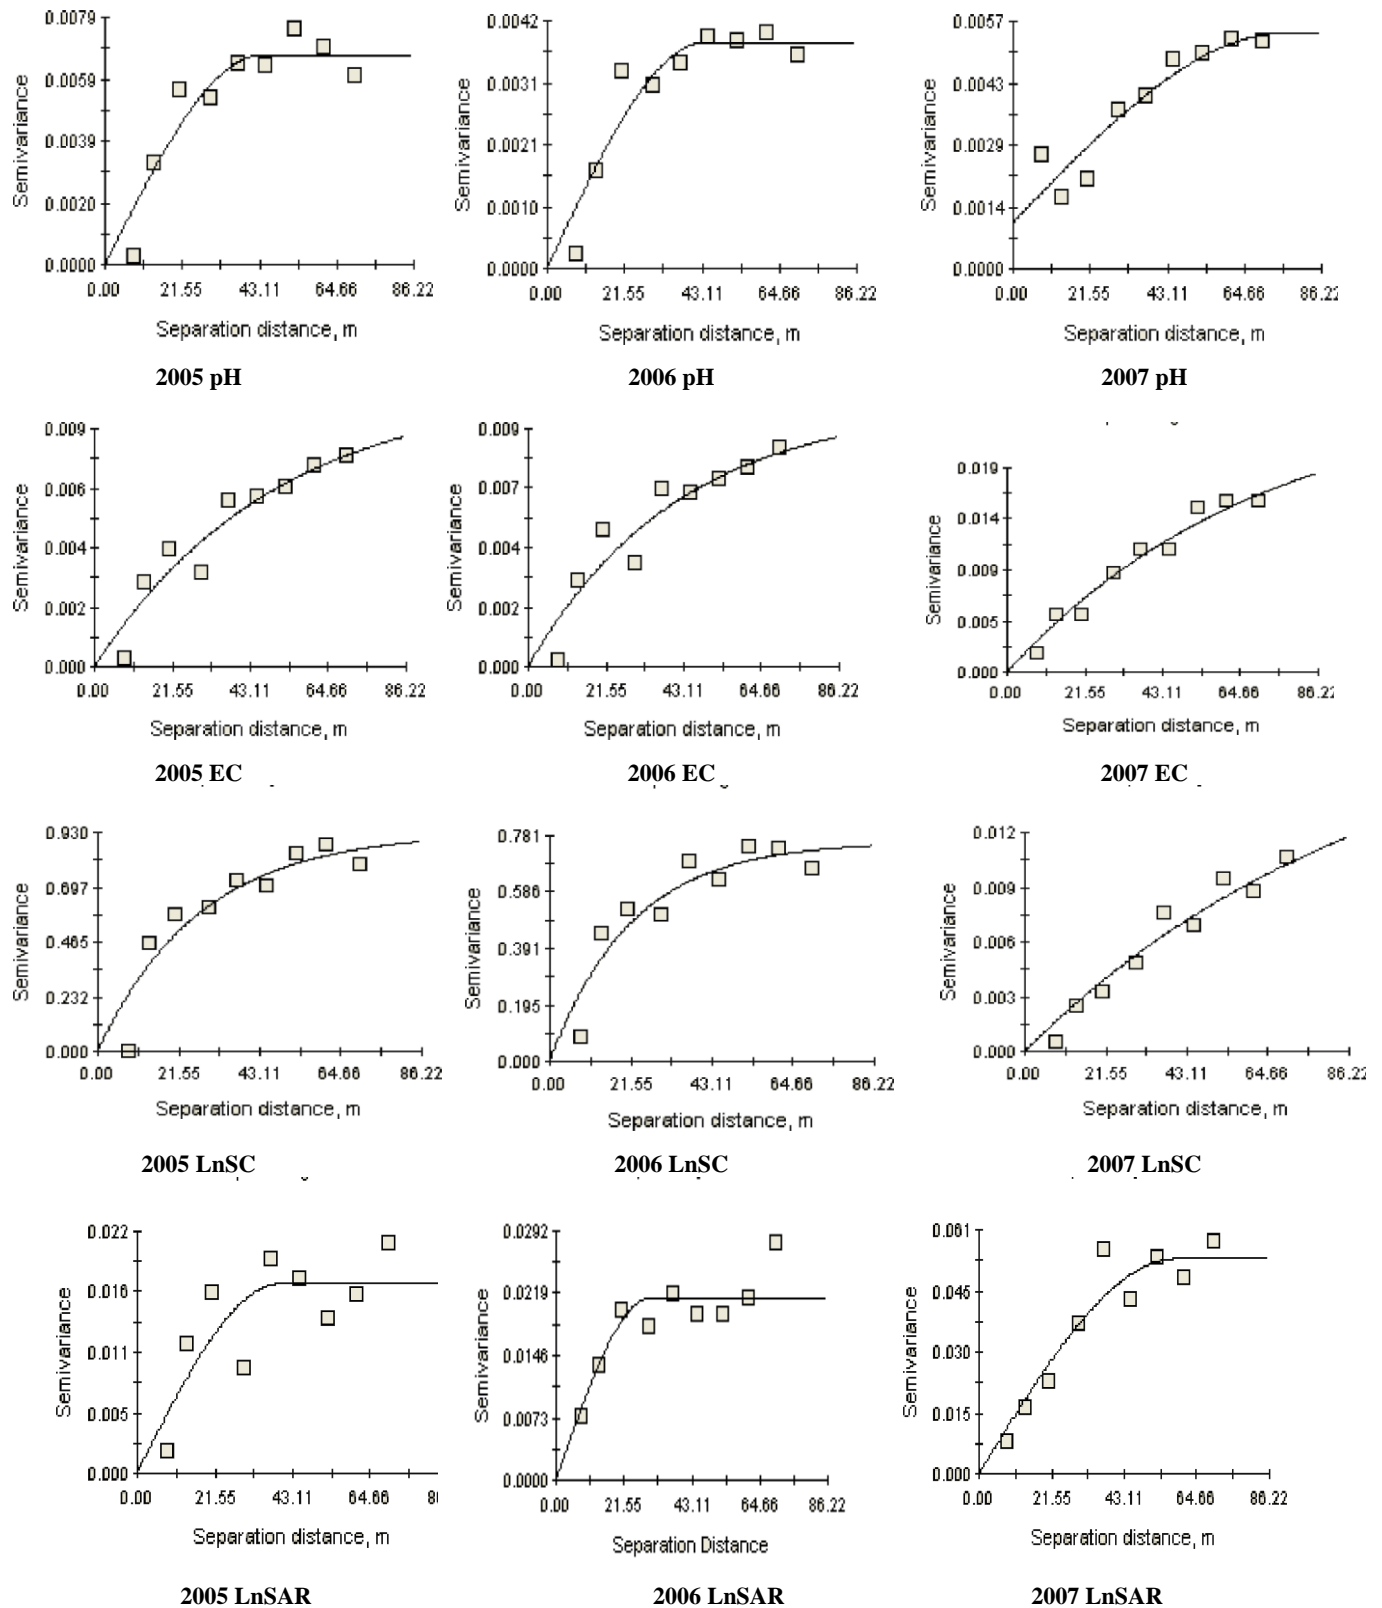 0.0079
0.0059
0.0039
0.0020
0.0000
Semivariance
0.00 21.55 43.11 64.66 86.22
Separation distance, m
2005 pH
0.0042
0.0031
0.0021
0.0010
0.0000
Semivariance
0.00 21.55 43.11 64.66 86.22
Separation distance, m
2006 pH
0.0057
0.0043
0.0029
0.0014
0.0000
Semivariance
0.00 21.55 43.11 64.66 86.22
Separation distance, m
2007 pH
0.009
0.006
0.004
0.002
0.000
Semivariance
0.00 21.55 43.11 64.66 86.22
Separation distance, m
2005 EC
0.009
0.007
0.004
0.002
0.000
Semivariance
0.00 21.55 43.11 64.66 86.22
Separation distance, m
2006 EC
0.019
0.014
0.009
0.005
0.000
Semivariance
0.00 21.55 43.11 64.66 86.22
Separation distance, m
2007 EC
0.930
0.697
0.465
0.232
0.000
Semivariance
0.00 21.55 43.11 64.66 86.22
Separation distance, m
2005 LnSC
0.781
0.586
0.391
0.195
0.000
Semivariance
0.00 21.55 43.11 64.66 86.22
Separation distance, m
2006 LnSC
0.012
0.009
0.006
0.003
0.000
Semivariance
0.00 21.55 43.11 64.66 86.22
Separation distance, m
2007 LnSC
0.022
0.016
0.011
0.005
0.000
Semivariance
0.00 21.55 43.11 64.66
Separation distance, m
2005 LnSAR
0.0292
0.0219
0.0146
0.0073
0.0000
Semivariance
0.00 21.55 43.11 64.66 86.22
Separation Distance
2006 LnSAR
0.061
0.045
0.030
0.015
0.000
Semivariance
0.00 21.55 43.11 64.66 86.22
Separation distance, m
2007 LnSAR